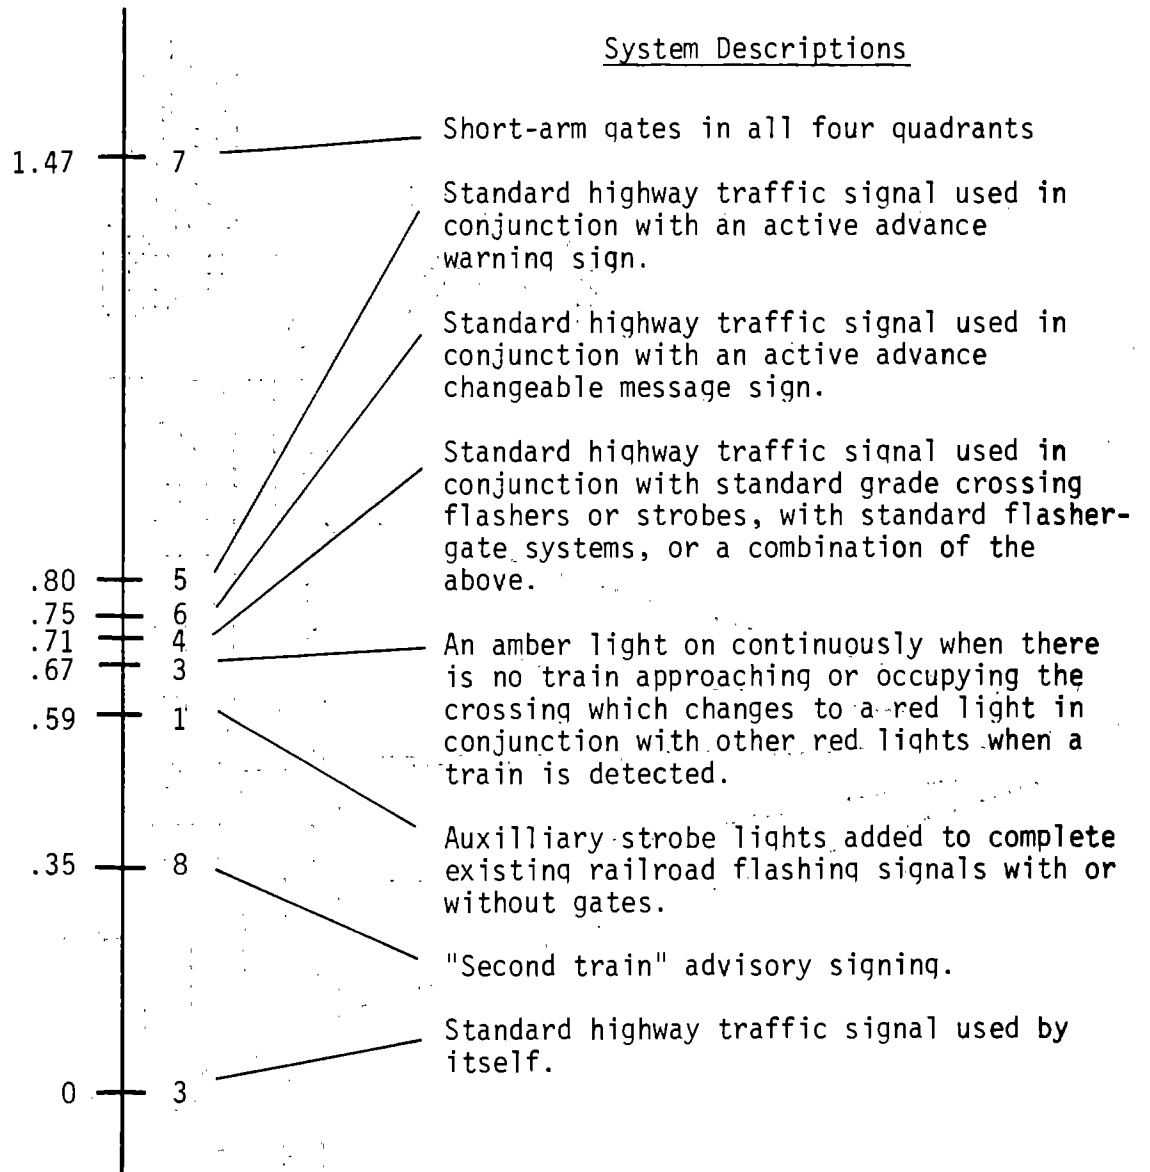 System Descriptions
1.47 7 Short-arm gates in all four quadrants
Standard highway traffic signal used in
conjunction with an active advance
warning sign.
Standard highway traffic signal used in
conjunction with an active advance
changeable message sign.
Standard highway traffic signal used in
conjunction with standard grade crossing
flashers or strobes, with standard flasher-
gate systems, or a combination of the
above.
.80 5
.75 6
.71 4
.67 3
An amber light on continuously when there
is no train approaching or occupying the
crossing which changes to a red light in
conjunction with other red lights when a
train is detected.
.59 1
Auxilliary strobe lights added to complete
existing railroad flashing signals with or
without gates.
.35 8
"Second train" advisory signing.
Standard highway traffic signal used by
itself.
0 3